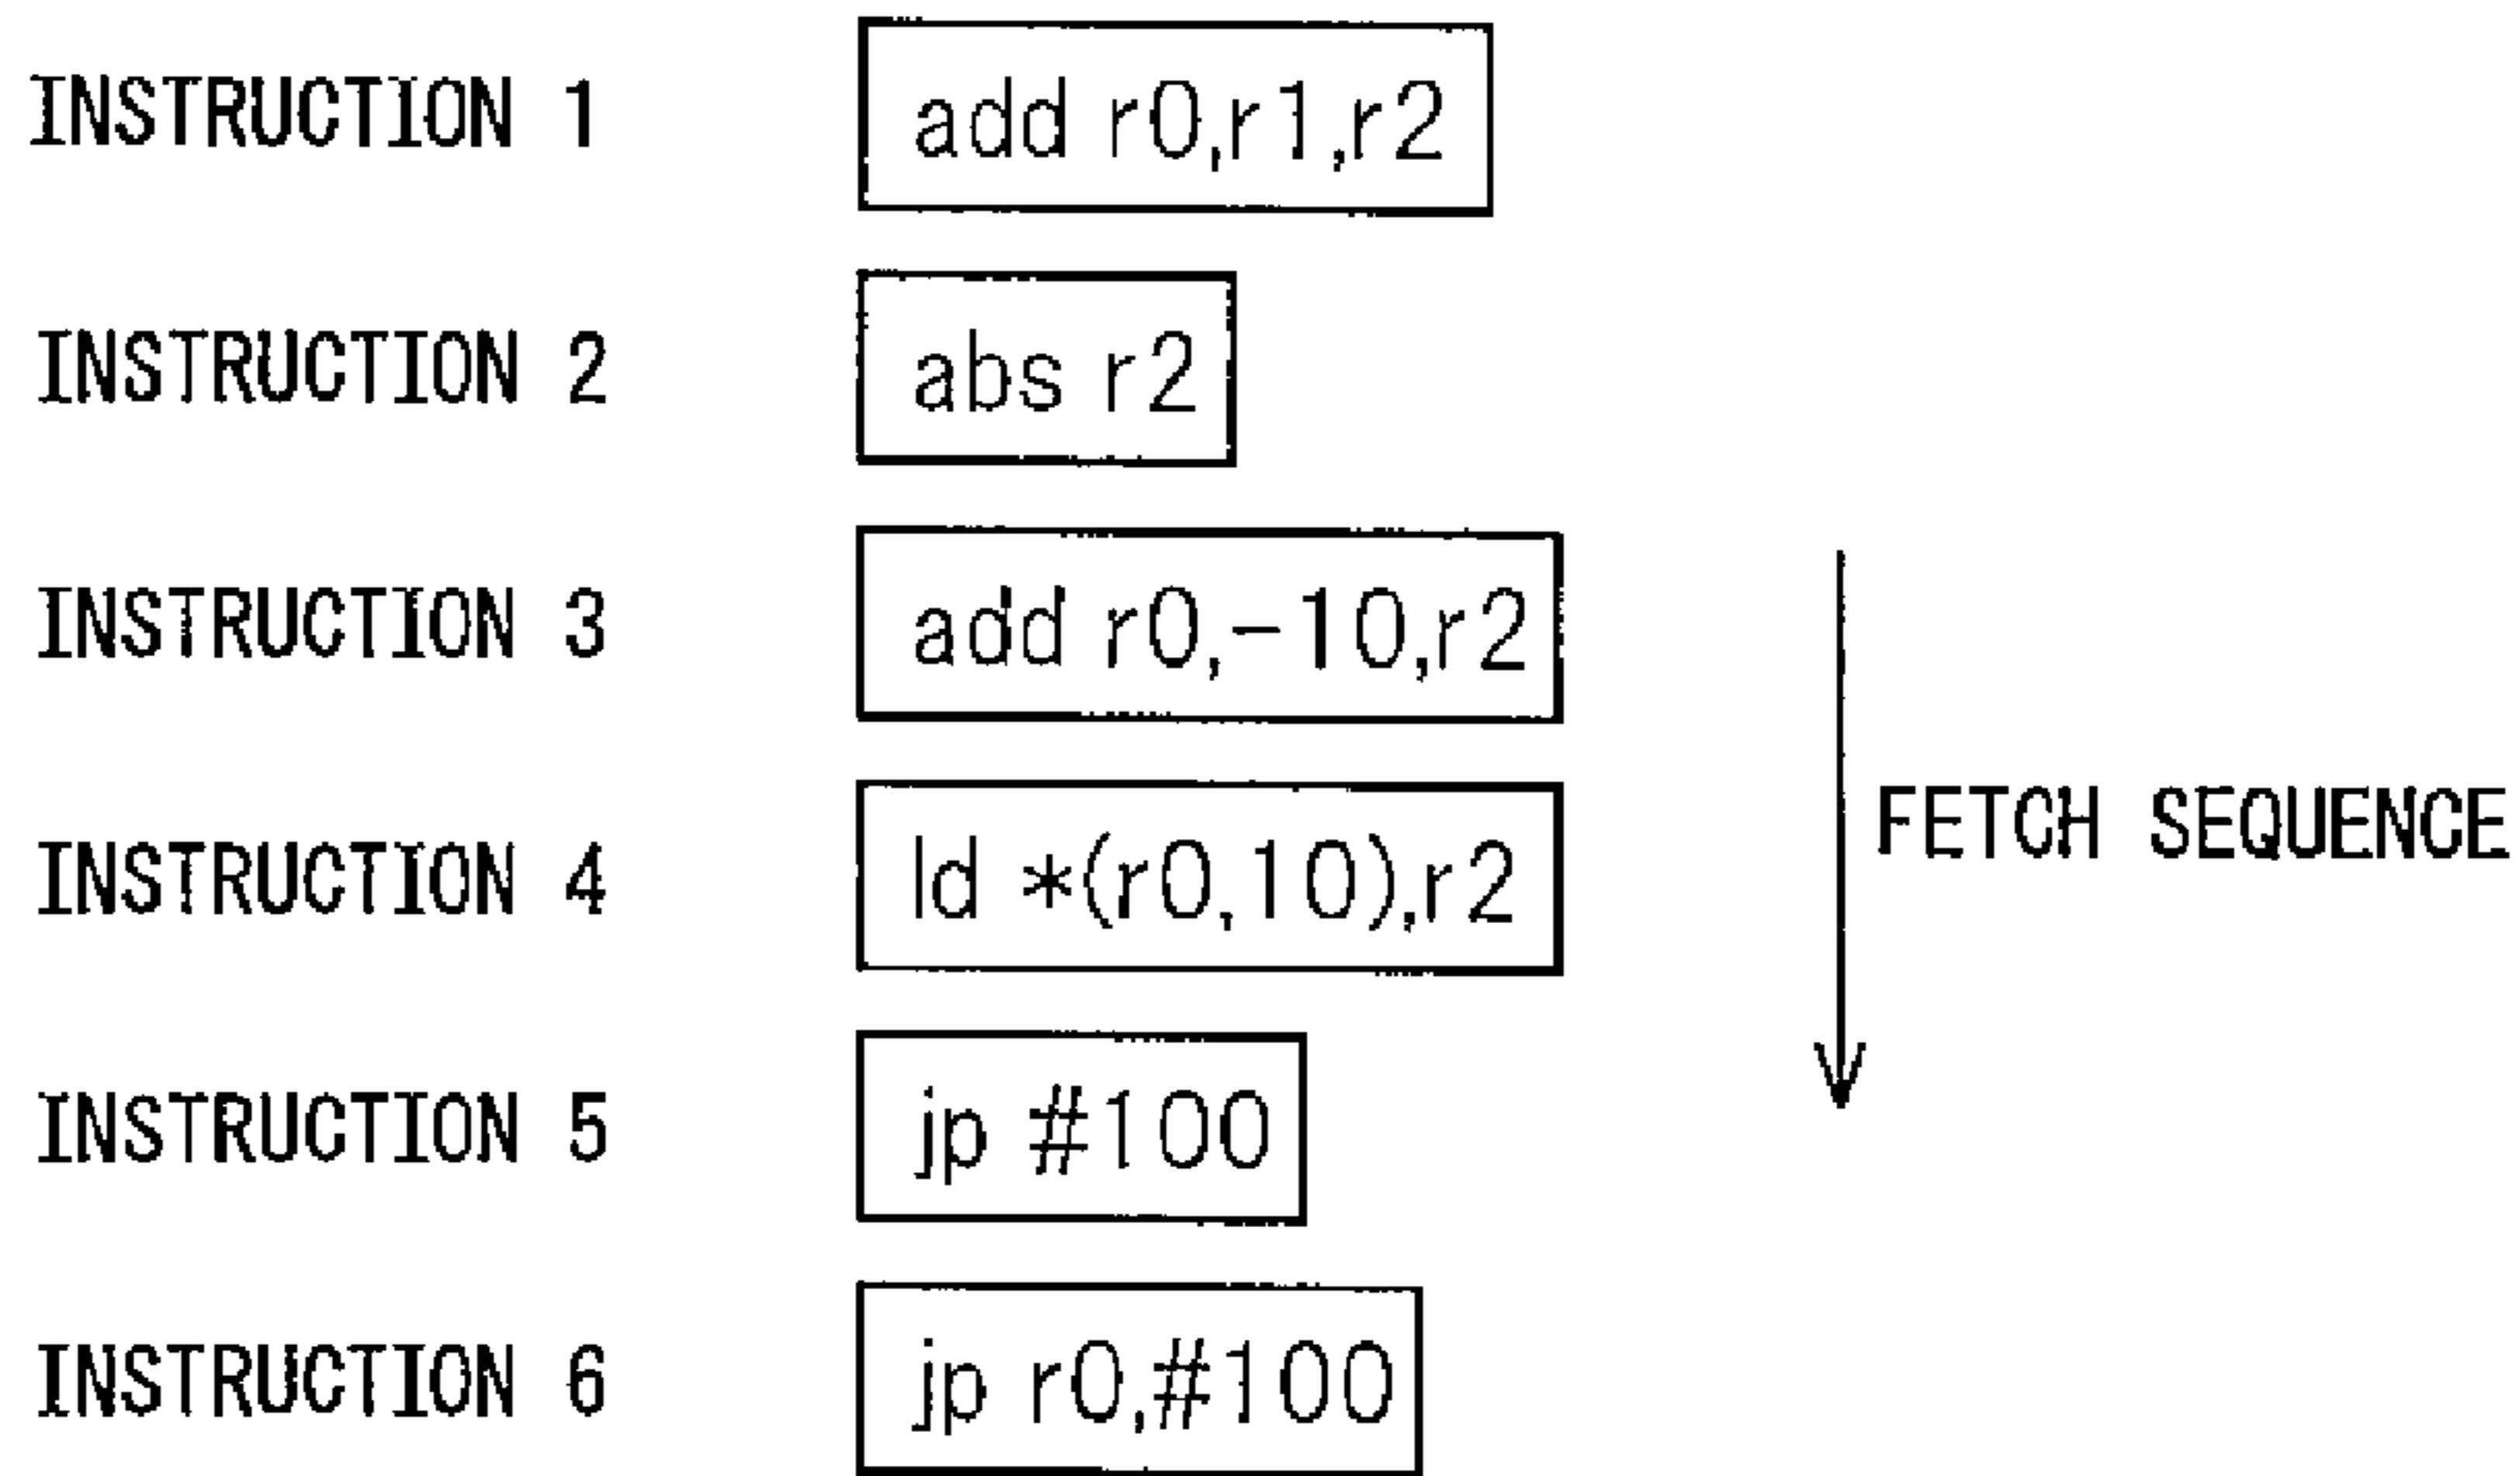 INSTRUCTION 1 add r0,r1,r2
INSTRUCTION 2 abs r2
INSTRUCTION 3 add r0,-10,r2
INSTRUCTION 4 ld *(r0,10),r2
FETCH SEQUENCE
INSTRUCTION 5 jp #100
INSTRUCTION 6 jp r0,#100